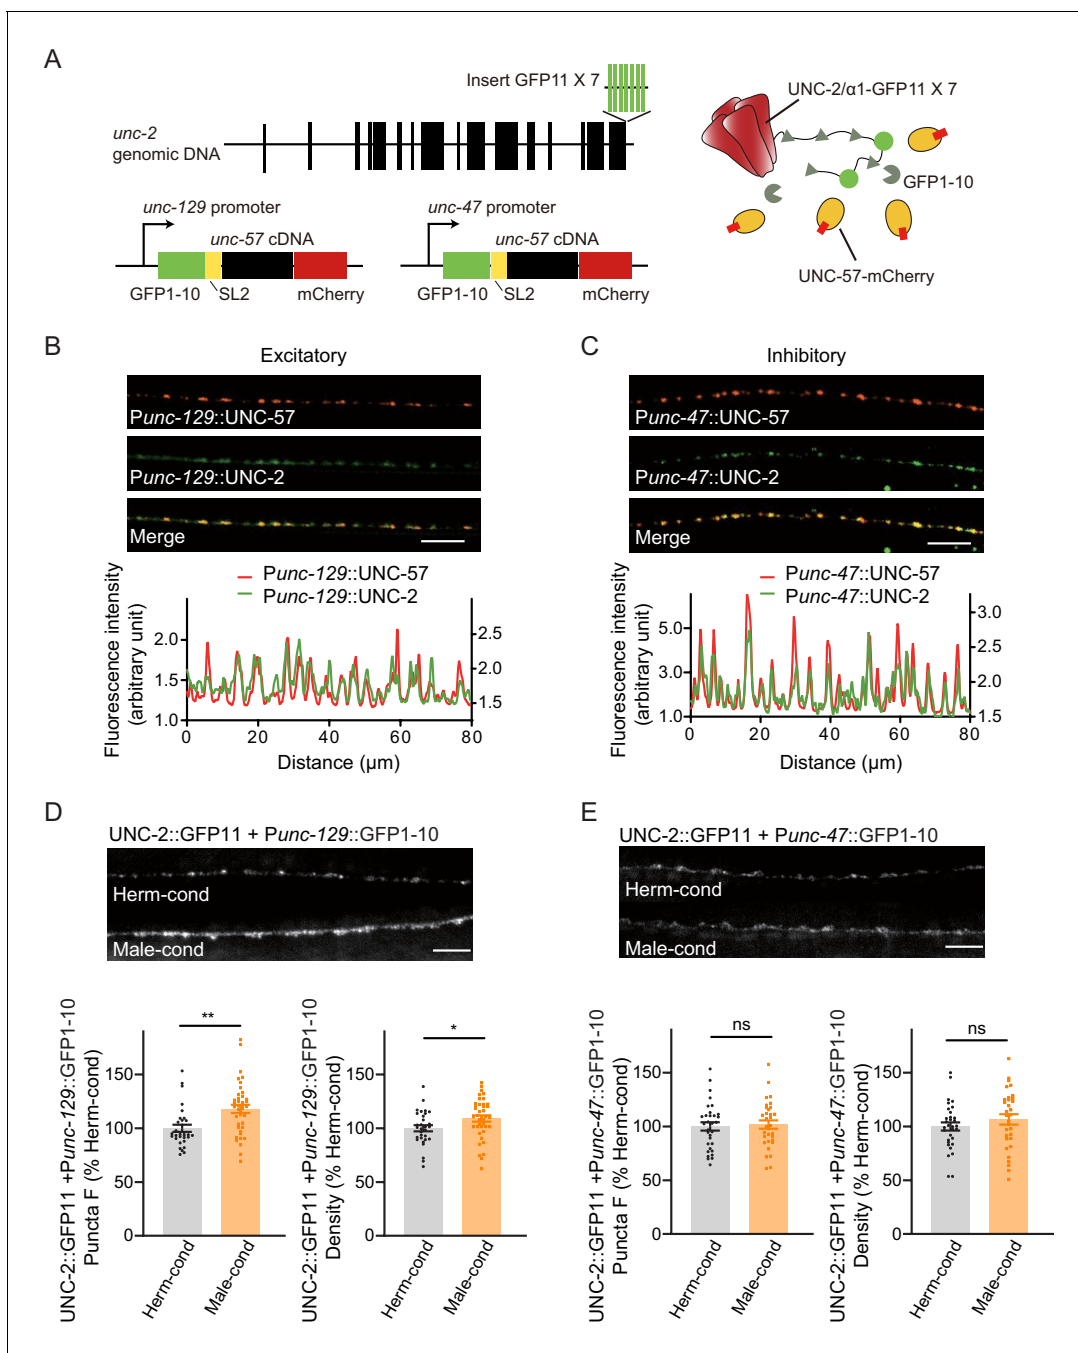 A
Insert GFP11 X 7
unc-2
genomic DNA
UNC-2/α1-GFP11 X 7
GFP1-10
UNC-57-mCherry
unc-129 promoter
unc-57 cDNA
GFP1-10
SL2
mCherry
unc-47 promoter
unc-57 cDNA
GFP1-10
SL2
mCherry
B
Excitatory
Punc-129::UNC-57
Punc-129::UNC-2
Merge
Punc-129::UNC-57
Punc-129::UNC-2
Fluorescence intensity
(arbitrary unit)
2.0
1.5
1.0
2.5
2.0
1.5
0
20
40
60
80
Distance (µm)
C
Inhibitory
Punc-47::UNC-57
Punc-47::UNC-2
Merge
Punc-47::UNC-57
Punc-47::UNC-2
Fluorescence intensity
(arbitrary unit)
5.0
3.0
1.0
3.0
2.5
2.0
1.5
0
20
40
60
80
Distance (µm)
D
UNC-2::GFP11 + Punc-129::GFP1-10
Herm-cond
Male-cond
UNC-2::GFP11 +Punc-129::GFP1-10
Puncta F (% Herm-cond)
**
150
100
50
0
Herm-cond
Male-cond
UNC-2::GFP11 +Punc-129::GFP1-10
Density (% Herm-cond)
*
150
100
50
0
Herm-cond
Male-cond
E
UNC-2::GFP11 + Punc-47::GFP1-10
Herm-cond
Male-cond
UNC-2::GFP11 +Punc-47::GFP1-10
Puncta F (% Herm-cond)
ns
150
100
50
0
Herm-cond
Male-cond
UNC-2::GFP11 +Punc-47::GFP1-10
Density (% Herm-cond)
ns
150
100
50
0
Herm-cond
Male-cond